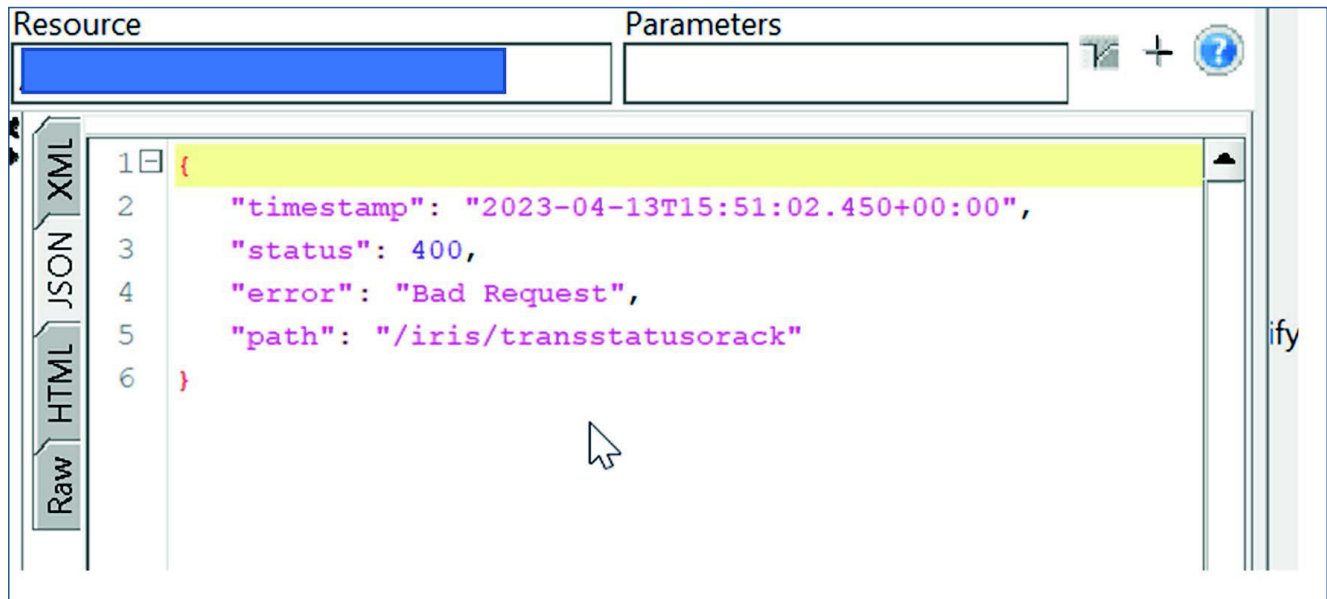 Resource Parameters
XML
JSON
HTML
Raw
1 {
2 "timestamp": "2023-04-13T15:51:02.450+00:00",
3 "status": 400,
4 "error": "Bad Request",
5 "path": "/iris/transstatusorack"
6 }
ify